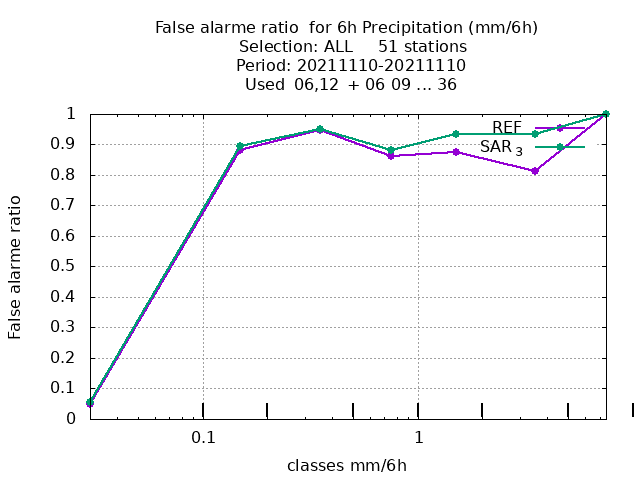 False alarme ratio  for 6h Precipitation (mm/6h)
Selection: ALL     51 stations
Period: 20211110-20211110
Used  06,12  + 06 09 ... 36
REF
SAR 3
1
0.9
0.8
0.7
0.6
0.5
0.4
0.3
0.2
0.1
0
False alarme ratio
0.1 1
classes mm/6h